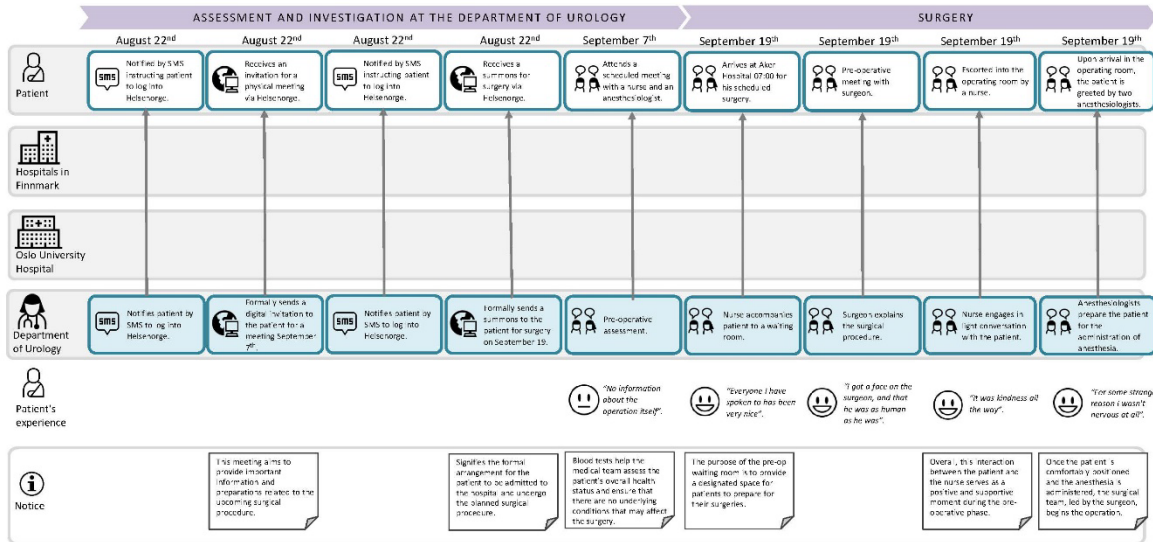 ASSESSMENT AND INVESTIGATION AT THE DEPARTMENT OF UROLOGY
SURGERY
August 22nd
August 22nd
August 22nd
August 22nd
September 7th
September 19th
September 19th
September 19th
September 19th
Patient
sms
Notified by SMS
instructing patient
to log into
Helsenorge.
Receives an
invitation for a
physical meeting
via Helsenorge.
sms
Notified by SMS
instructing patient
to log into
Helsenorge.
Receives a
summons for
surgery via
Helsenorge.
Attends a
scheduled meeting
with a nurse and an
anesthesiologist.
Arrives at Aker
Hospital 07:00 for
his scheduled
surgery.
Pre-operative
meeting with
surgeon.
Escorted into the
operating room by
a nurse.
Upon arrival in the
operating room, the
patient is
greeted by two
anesthesiologists.
Hospitals in
Finnmark
Oslo University
Hospital
Department
of Urology
sms
Notifies patient by
SMS to log into
Helsenorge.
Formally sends a
digital invitation to
the patient for a
meeting September
7th.
sms
Notifies patient by
SMS to log into
Helsenorge.
Formally sends a
summons to the
patient for surgery
on September 19.
Pre-operative
assessment.
Nurse accompanies
patient to a waiting
room.
Surgeon explains
the surgical
procedure.
Nurse engages in
light conversation
with the patient.
Anesthesiologists
prepare the patient
for the
administration of
anesthesia.
Patient's
experience
"No information
about the
operation itself".
"Everyone I have
spoken to has been
very nice".
"I got a face on the
surgeon, and that
he was as human
as he was".
"It was kindness all
the way".
"For some strange
reason i wasn't
nervous at all".
Notice
This meeting aims to
provide important
information and
preparations related to the
upcoming surgical
procedure.
Signifies the formal
arrangement for the
patient to be admitted to
the hospital and undergo
the planned surgical
procedure.
Blood tests help the
medical team assess the
patient's overall health
status and ensure that
there are no underlying
conditions that may affect
the surgery.
The purpose of the pre-op
waiting room is to provide
a designated space for
patients to prepare for
their surgeries.
Overall, this interaction
between the patient and
the nurse serves as a
positive and supportive
moment during the pre-
operative phase.
Once the patient is
comfortably positioned
and the anesthesia is
administered, the surgical
team, led by the surgeon,
begins the operation.